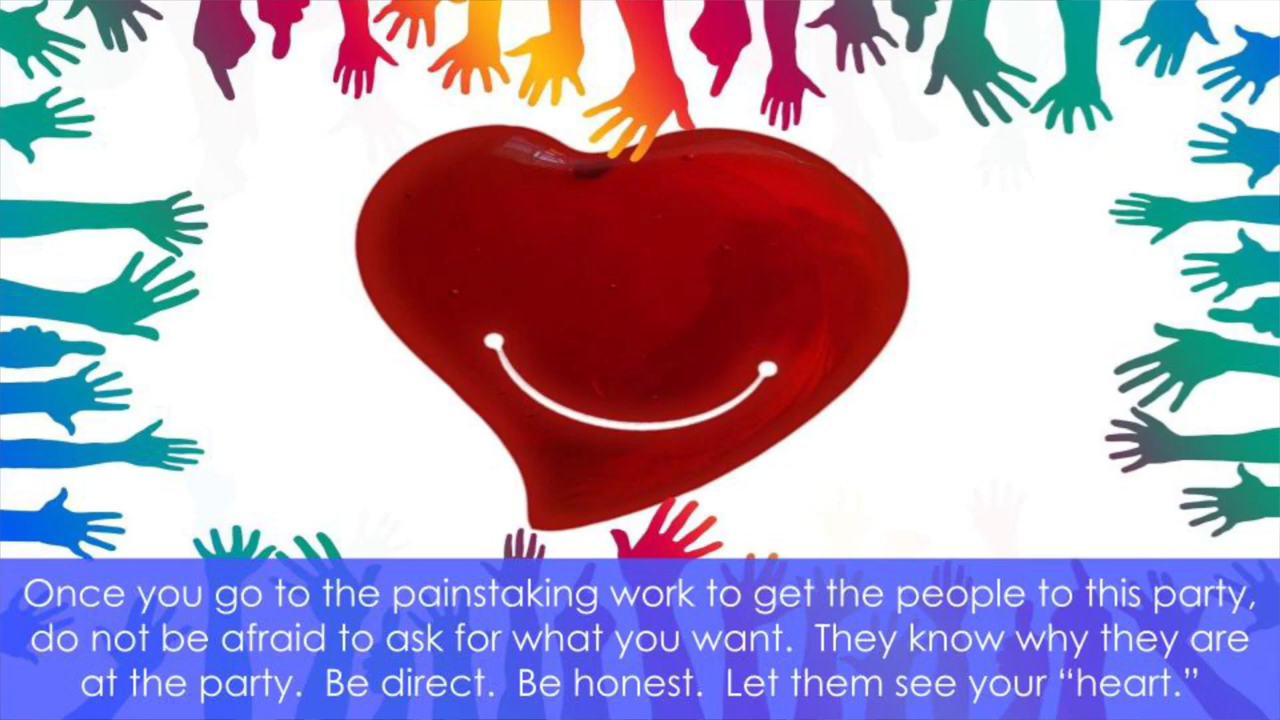 Once you go to the painstaking work to get the people to this party,
do not be afraid to ask for what you want.  They know why they are
at the party.  Be direct.  Be honest.  Let them see your “heart.”